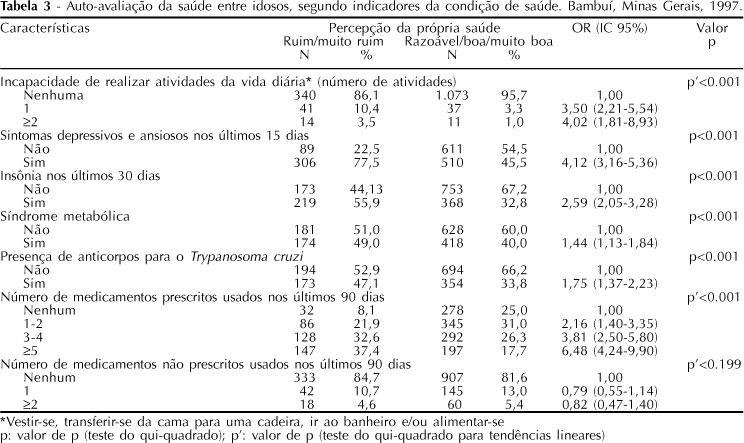 Tabela 3 - Auto-avaliação da saúde entre idosos, segundo indicadores da condição de saúde. Bambuí, Minas Gerais, 1997.
Características Percepção da própria saúde OR (IC 95%) Valor
Ruim/muito ruim Razoável/boa/muito boa p
N % N %
Incapacidade de realizar atividades da vida diária* (número de atividades) p’<0.001
Nenhuma 340 86,1 1.073 95,7 1,00
1 41 10,4 37 3,3 3,50 (2,21-5,54)
≥2 14 3,5 11 1,0 4,02 (1,81-8,93)
Sintomas depressivos e ansiosos nos últimos 15 dias p<0.001
Não 89 22,5 611 54,5 1,00
Sim 306 77,5 510 45,5 4,12 (3,16-5,36)
Insônia nos últimos 30 dias p<0.001
Não 173 44,13 753 67,2 1,00
Sim 219 55,9 368 32,8 2,59 (2,05-3,28)
Síndrome metabólica p<0.001
Não 181 51,0 628 60,0 1,00
Sim 174 49,0 418 40,0 1,44 (1,13-1,84)
Presença de anticorpos para o Trypanosoma cruzi p<0.001
Não 194 52,9 694 66,2 1,00
Sim 173 47,1 354 33,8 1,75 (1,37-2,23)
Número de medicamentos prescritos usados nos últimos 90 dias p’<0.001
Nenhum 32 8,1 278 25,0 1,00
1-2 86 21,9 345 31,0 2,16 (1,40-3,35)
3-4 128 32,6 292 26,3 3,81 (2,50-5,80)
≥5 147 37,4 197 17,7 6,48 (4,24-9,90)
Número de medicamentos não prescritos usados nos últimos 90 dias p’<0.199
Nenhum 333 84,7 907 81,6 1,00
1 42 10,7 145 13,0 0,79 (0,55-1,14)
≥2 18 4,6 60 5,4 0,82 (0,47-1,40)
*Vestir-se, transferir-se da cama para uma cadeira, ir ao banheiro e/ou alimentar-se
p: valor de p (teste do qui-quadrado); p’: valor de p (teste do qui-quadrado para tendências lineares)